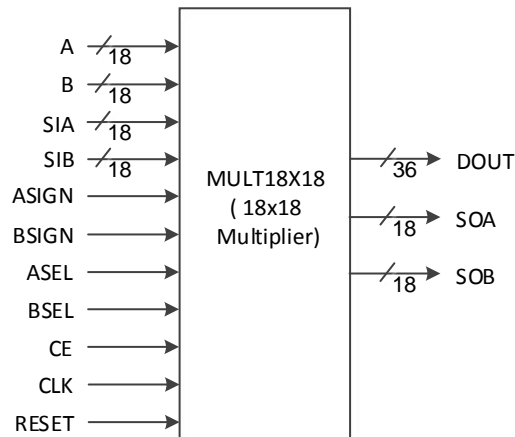 A
18
B
18
SIA
18
SIB
18
ASIGN
BSIGN
ASEL
BSEL
CE
CLK
RESET
MULT18X18
( 18x18
Multiplier)
36
DOUT
18
SOA
18
SOB